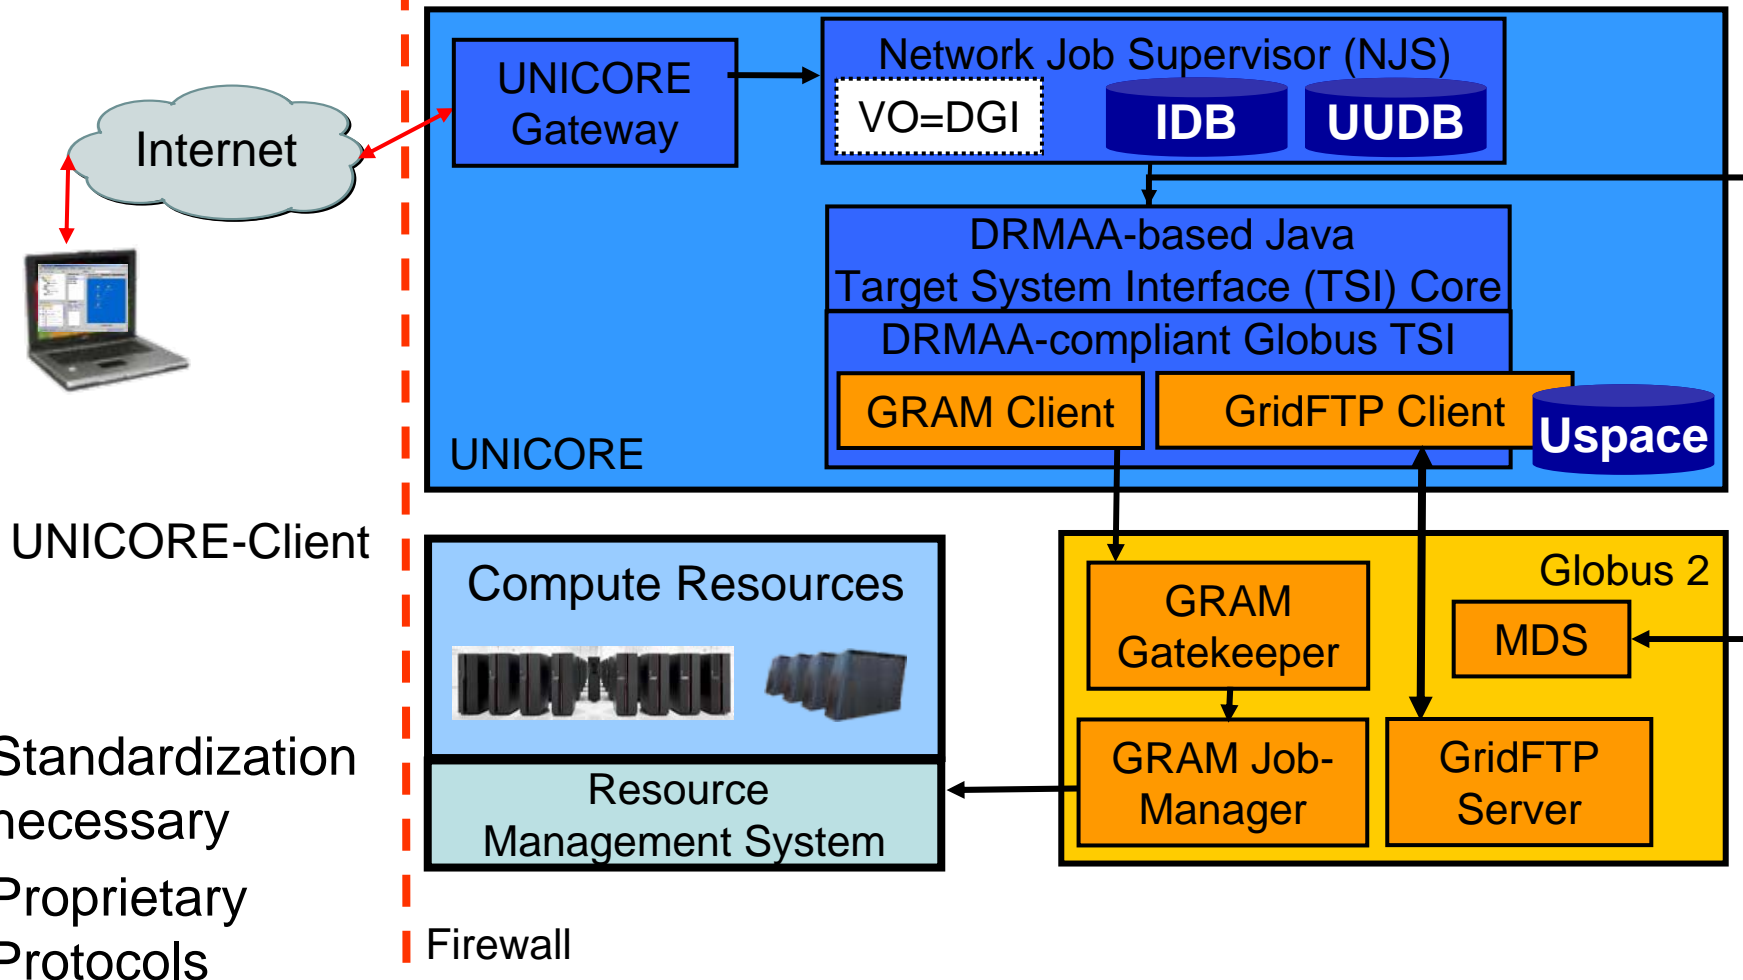 Internet
UNICORE-Client
Standardization
necessary
Proprietary
Protocols
Firewall
UNICORE
Gateway
Network Job Supervisor (NJS)
VO=DGI
IDB
UUDB
DRMAA-based Java
Target System Interface (TSI) Core
DRMAA-compliant Globus TSI
GRAM Client
GridFTP Client
Uspace
UNICORE
Compute Resources
Resource
Management System
Globus 2
GRAM
Gatekeeper
MDS
GRAM Job-
Manager
GridFTP
Server